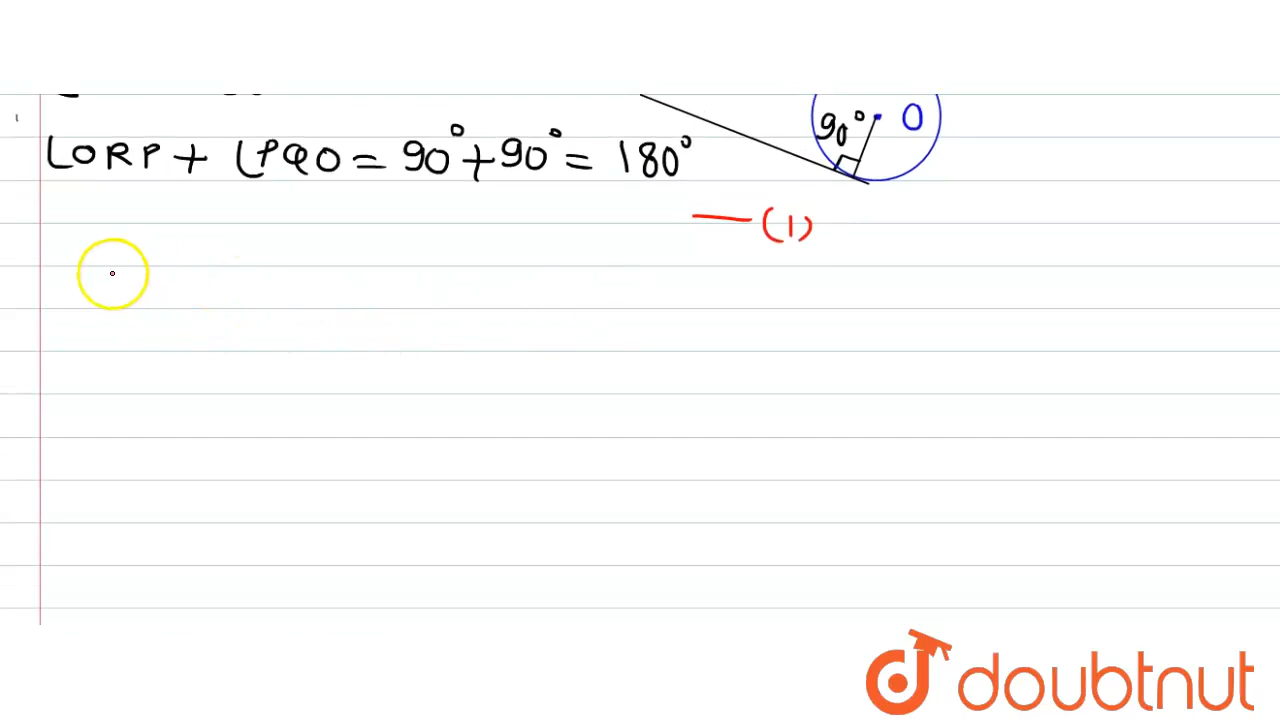 90° O
∠ORP + ∠PQO = 90° + 90° = 180°
— (1)
doubtnut